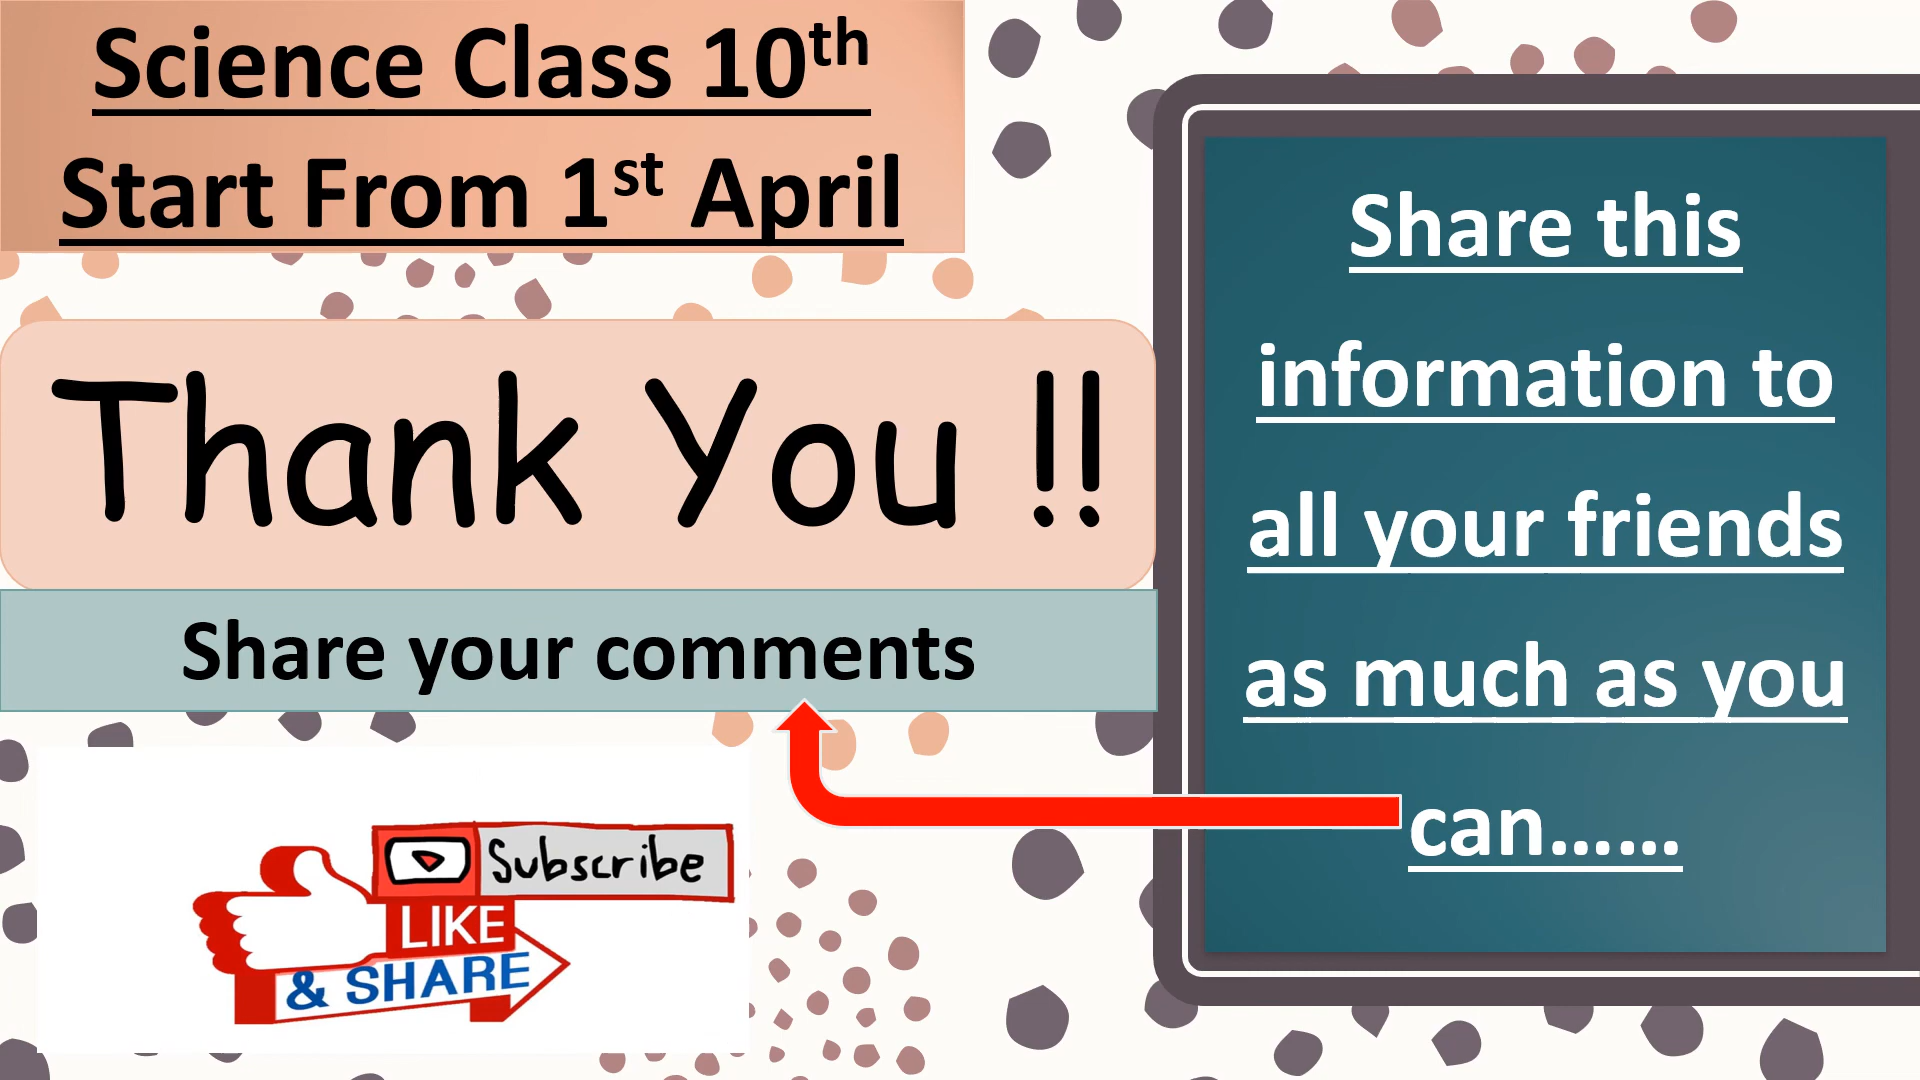 Science Class 10th
Start From 1st April
Thank You !!
Share your comments
Subscribe
LIKE
& SHARE
Share this
information to
all your friends
as much as you
can……